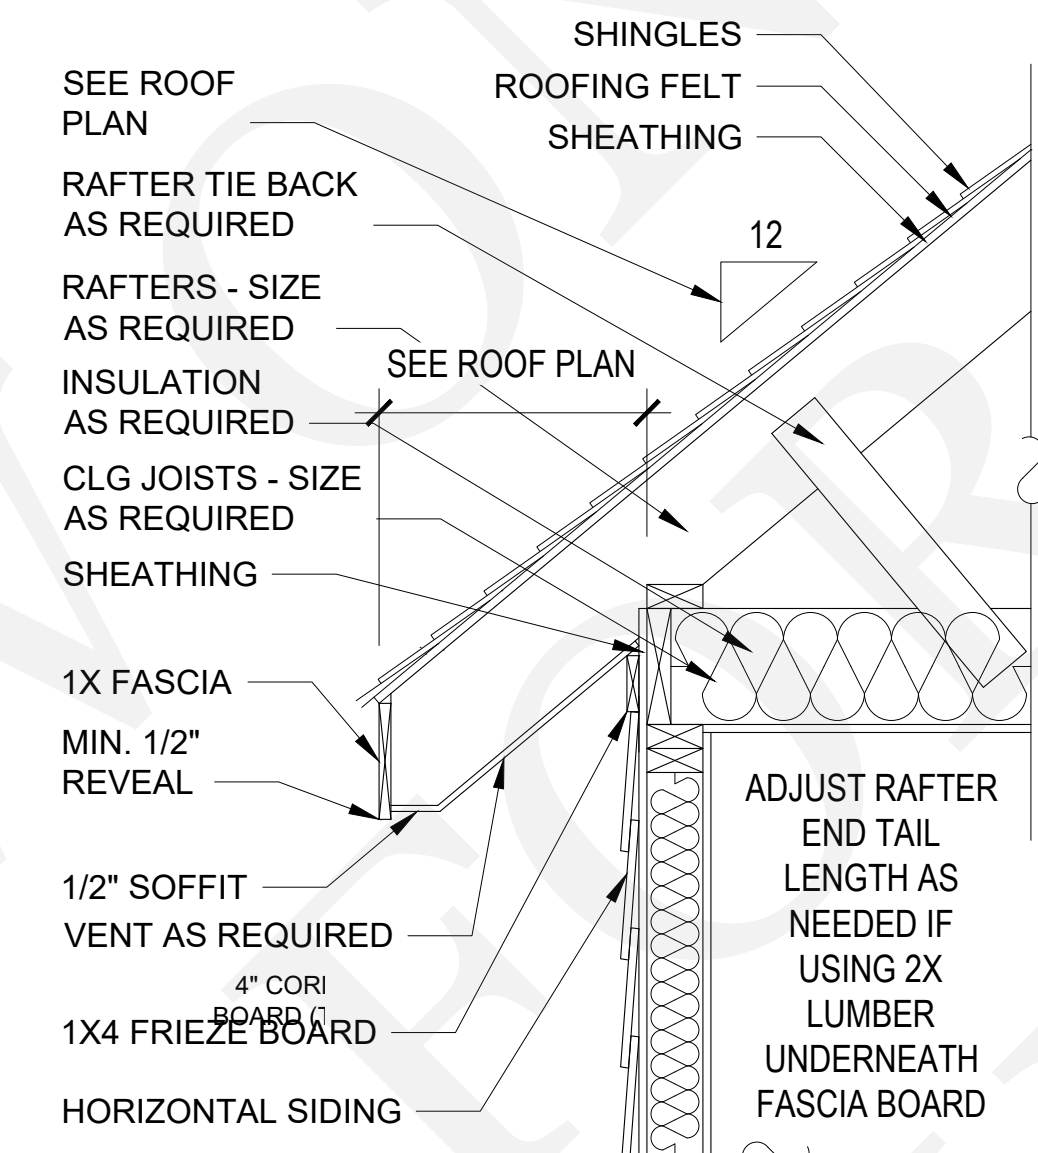 SHINGLES
ROOFING FELT
SHEATHING
SEE ROOF
PLAN
RAFTER TIE BACK
AS REQUIRED
12
RAFTERS - SIZE
AS REQUIRED
SEE ROOF PLAN
INSULATION
AS REQUIRED
CLG JOISTS - SIZE
AS REQUIRED
SHEATHING
1X FASCIA
MIN. 1/2"
REVEAL
1/2" SOFFIT
VENT AS REQUIRED
4" COR
BOARD (
1X4 FRIEZE BOARD
HORIZONTAL SIDING
ADJUST RAFTER
END TAIL
LENGTH AS
NEEDED IF
USING 2X
LUMBER
UNDERNEATH
FASCIA BOARD